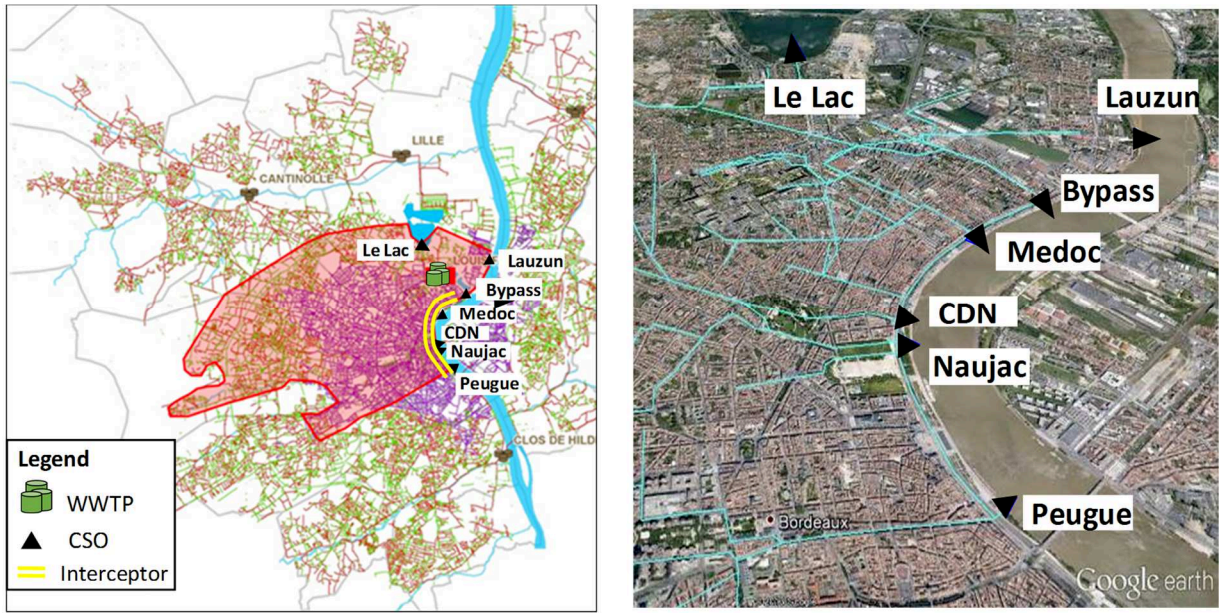 LILLE
CANTINOLLE
Le Lac
Lauzun
Bypass
Medoc
CDN
Naujac
Peugue
CLOS DE HILD
Legend
WWTP
CSO
Interceptor
Le Lac
Lauzun
Bypass
Medoc
CDN
Naujac
Peugue
Bordeaux
Google earth